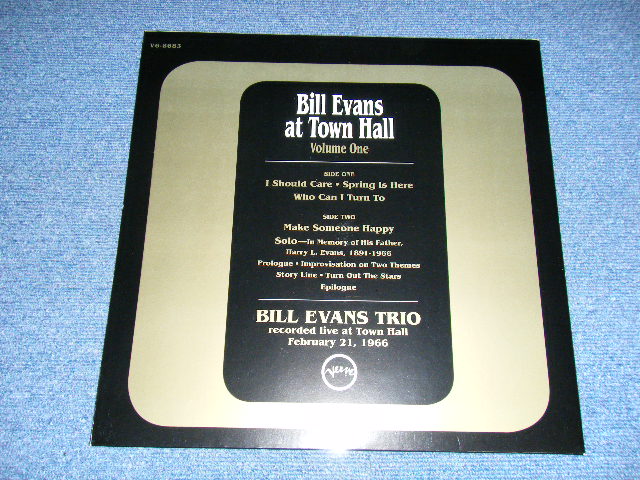 V6-8683
Bill Evans
at Town Hall
Volume One
SIDE ONE
I Should Care • Spring Is Here
Who Can I Turn To
SIDE TWO
Make Someone Happy
Solo—In Memory of His Father,
Harry L. Evans, 1891-1966
Prologue • Improvisation on Two Themes
Story Line • Turn Out The Stars
Epilogue
BILL EVANS TRIO
recorded live at Town Hall
February 21, 1966
Verve